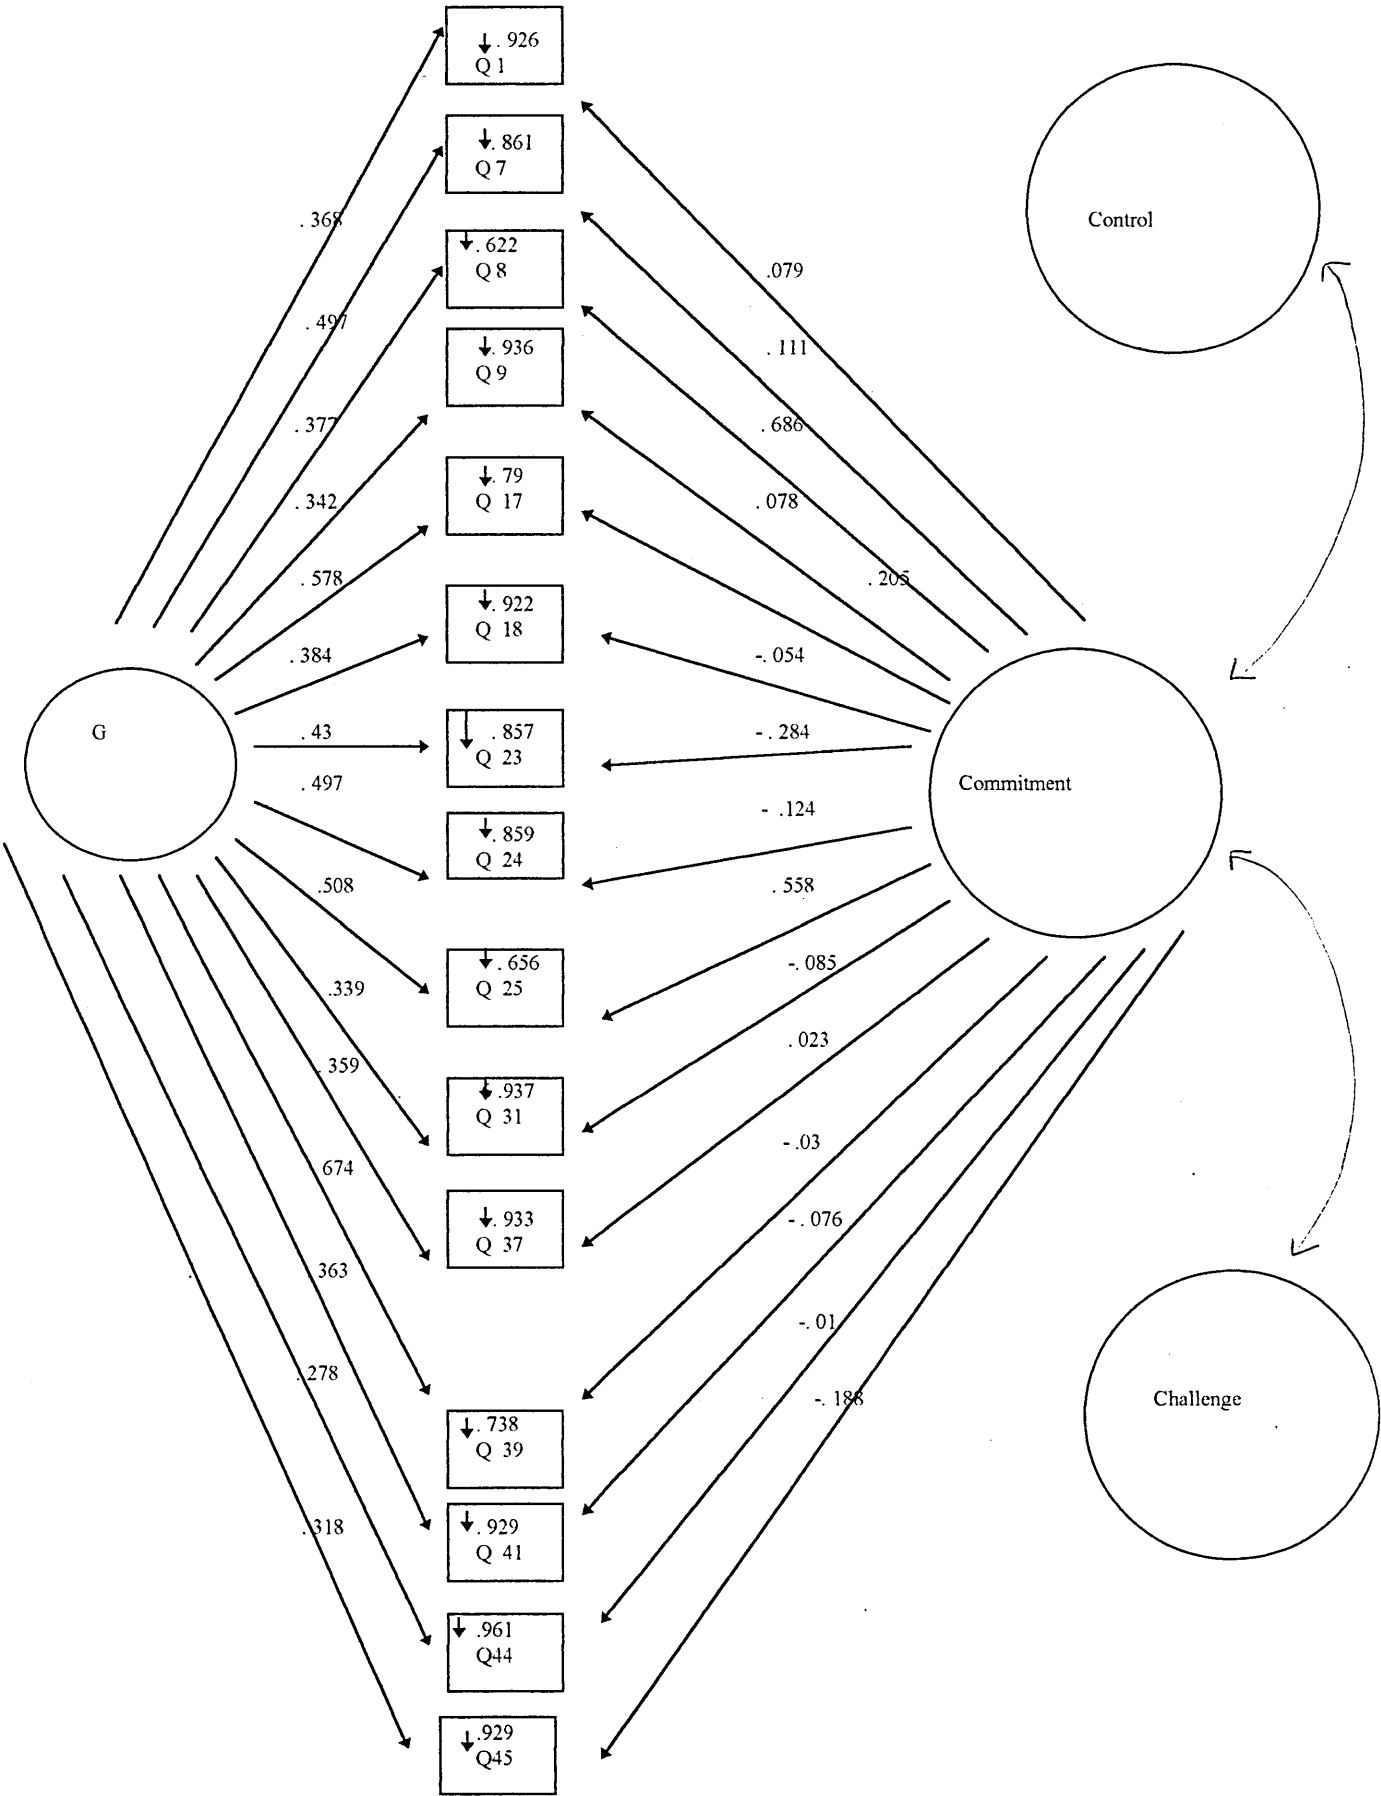 ↓. 926
Q 1
↓. 861
Q 7
↓. 622
Q 8
↓. 936
Q 9
↓. 79
Q 17
↓. 922
Q 18
↓ . 857
Q 23
↓. 859
Q 24
↓. 656
Q 25
↓.937
Q 31
↓. 933
Q 37
↓. 738
Q 39
↓. 929
Q 41
↓ .961
Q44
↓.929
Q45
G
. 368
. 497
. 377
. 342
. 578
. 384
. 43
. 497
.508
.339
. 359
674
363
.278
.318
.079
. 111
. 686
. 078
. 205
-. 054
-. 284
- .124
. 558
-.085
. 023
- .03
-. 076
-. 01
-. 188
Control
Commitment
Challenge